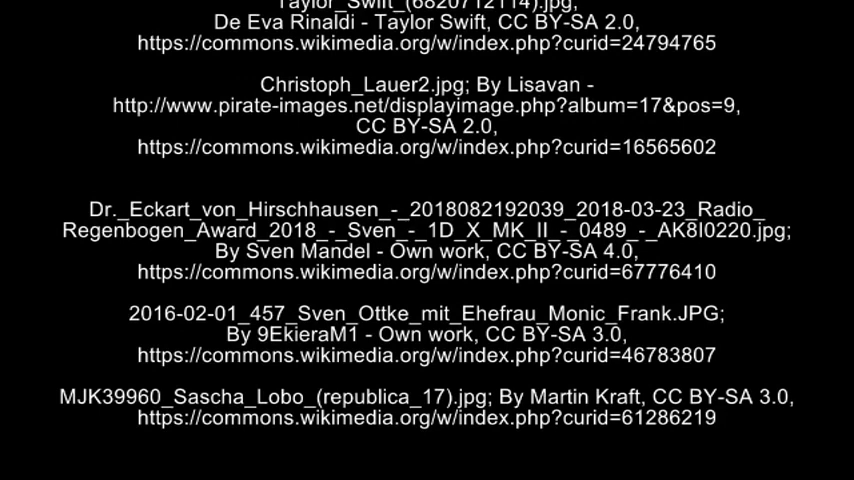 Taylor_Swift_(6820712114).jpg;
De Eva Rinaldi - Taylor Swift, CC BY-SA 2.0,
https://commons.wikimedia.org/w/index.php?curid=24794765
Christoph_Lauer2.jpg; By Lisavan -
http://www.pirate-images.net/displayimage.php?album=17&pos=9,
CC BY-SA 2.0,
https://commons.wikimedia.org/w/index.php?curid=16565602
Dr._Eckart_von_Hirschhausen_-_2018082192039_2018-03-23_Radio_
Regenbogen_Award_2018_-_Sven_-_1D_X_MK_II_-_0489_-_AK8I0220.jpg;
By Sven Mandel - Own work, CC BY-SA 4.0,
https://commons.wikimedia.org/w/index.php?curid=67776410
2016-02-01_457_Sven_Ottke_mit_Ehefrau_Monic_Frank.JPG;
By 9EkieraM1 - Own work, CC BY-SA 3.0,
https://commons.wikimedia.org/w/index.php?curid=46783807
MJK39960_Sascha_Lobo_(republica_17).jpg; By Martin Kraft, CC BY-SA 3.0,
https://commons.wikimedia.org/w/index.php?curid=61286219